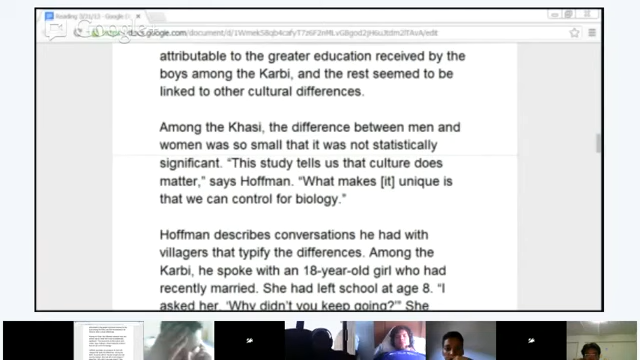 attributable to the greater education received by the
boys among the Karbi, and the rest seemed to be
linked to other cultural differences.
Among the Khasi, the difference between men and
women was so small that it was not statistically
significant. “This study tells us that culture does
matter,” says Hoffman. “What makes [it] unique is
that we can control for biology.”
Hoffman describes conversations he had with
villagers that typify the differences. Among the
Karbi, he spoke with an 18-year-old girl who had
recently married. She had left school at age 8. “I
asked her, ‘Why didn’t you keep going?’” She